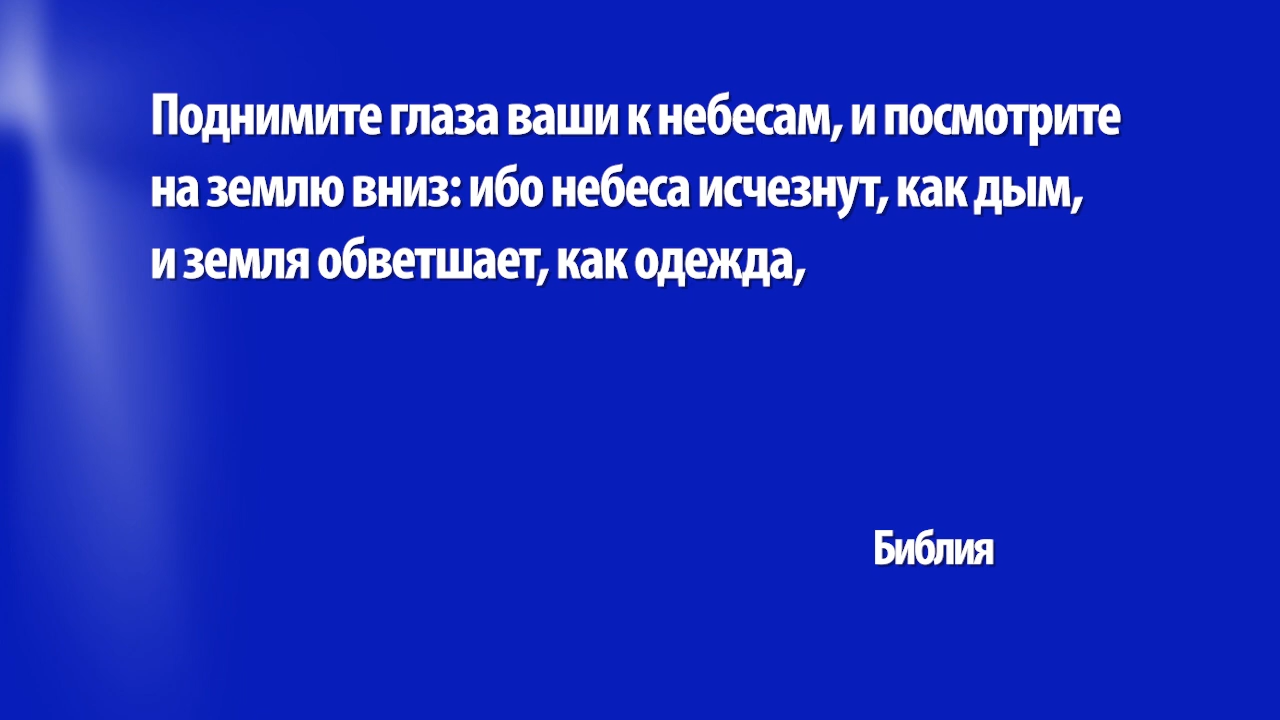 Поднимите глаза ваши к небесам, и посмотрите
на землю вниз: ибо небеса исчезнут, как дым,
и земля обветшает, как одежда,
Библия